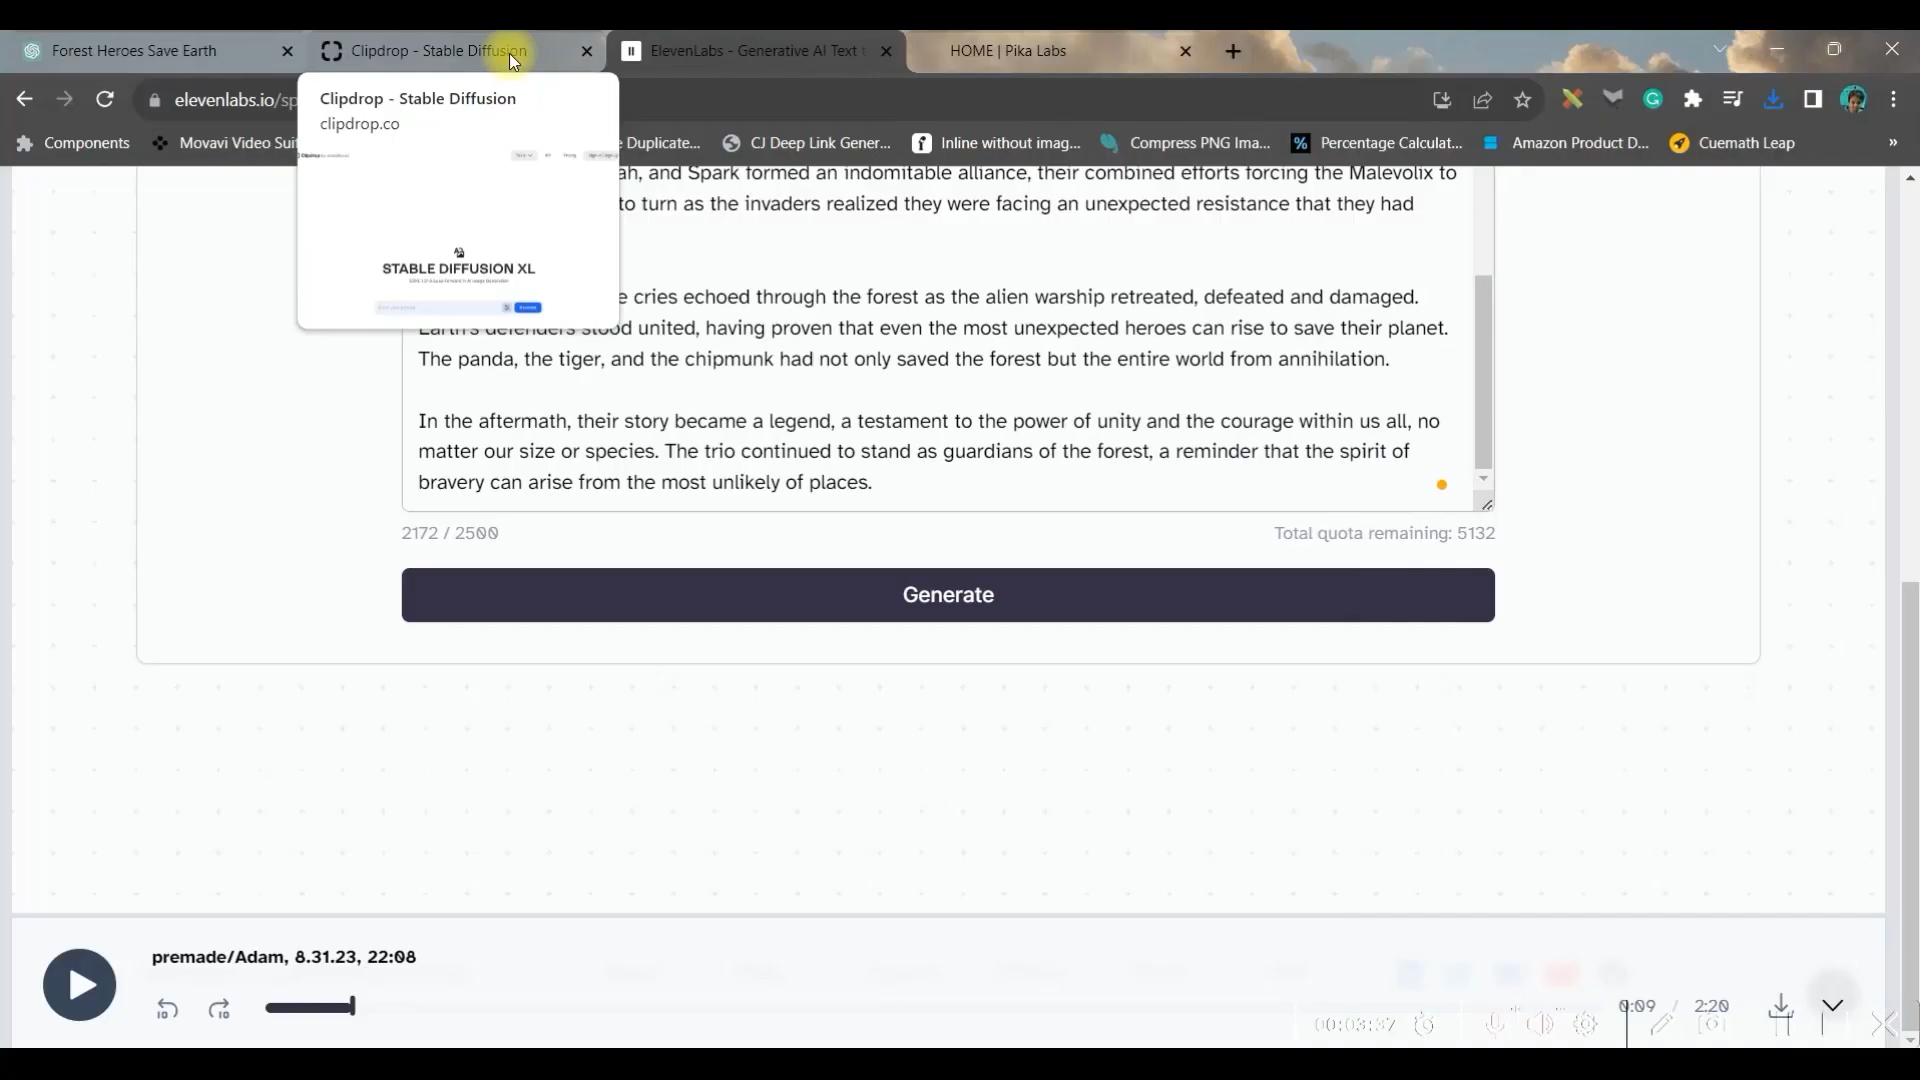 Forest Heroes Save Earth
Clipdrop - Stable Diffusion
ElevenLabs - Generative AI Text t
HOME | Pika Labs
elevenlabs.io/sp
Clipdrop - Stable Diffusion
clipdrop.co
Components
Movavi Video Suit
e Duplicate...
CJ Deep Link Gener...
Inline without imag...
Compress PNG Ima...
Percentage Calculat...
Amazon Product D...
Cuemath Leap
»
STABLE DIFFUSION XL
ah, and Spark formed an indomitable alliance, their combined efforts forcing the Malevolix to
to turn as the invaders realized they were facing an unexpected resistance that they had
e cries echoed through the forest as the alien warship retreated, defeated and damaged.
Earth's defenders stood united, having proven that even the most unexpected heroes can rise to save their planet.
The panda, the tiger, and the chipmunk had not only saved the forest but the entire world from annihilation.
In the aftermath, their story became a legend, a testament to the power of unity and the courage within us all, no
matter our size or species. The trio continued to stand as guardians of the forest, a reminder that the spirit of
bravery can arise from the most unlikely of places.
2172 / 2500
Total quota remaining: 5132
Generate
premade/Adam, 8.31.23, 22:08
10
10
0:09 / 2:20
00:03:37